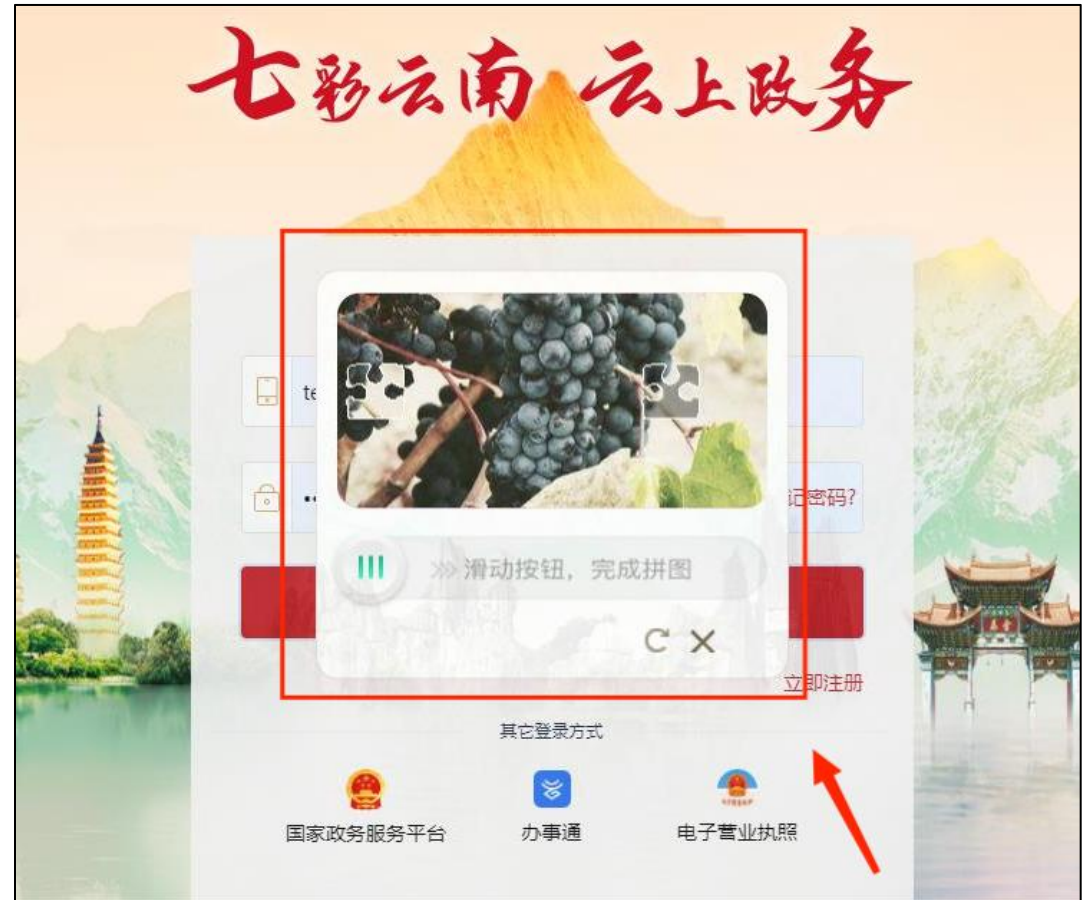 七彩云南 云上政务
te
记密码?
滑动按钮，完成拼图
立即注册
其它登录方式
国家政务服务平台
办事通
电子营业执照